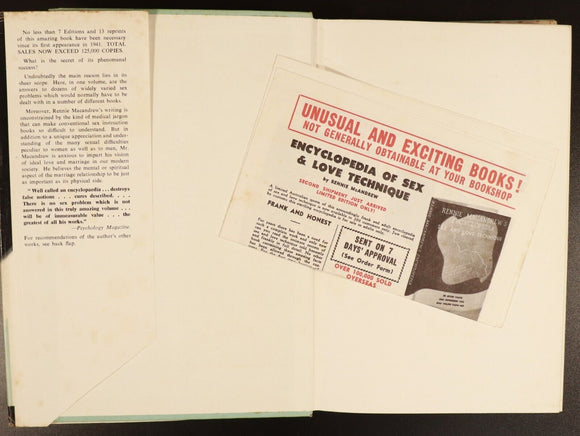 No less than 7 Editions and 13 reprints
of this amazing book have been necessary
since its first appearance in 1941. TOTAL
SALES NOW EXCEED 125,000 COPIES.
What is the secret of its phenomenal
success?
Undoubtedly the main reason lies in its
sheer scope. Here, in one volume, are the
answers to dozens of widely varied sex
problems which would normally have to be
dealt with in a number of different books.
Moreover, Rennie Macandrew's writing is
unconstrained by the kind of medical jargon
that can make conventional sex instruction
books so difficult to understand. But in
addition to a unique appreciation and under-
standing of the many sexual difficulties
peculiar to women as well as to men, Mr.
Macandrew is anxious to impart his vision
of ideal love and marriage in our modern
society. He believes the mental or spiritual
aspect of the marriage relationship to be just
as important as its physical side.
"Well called an encyclopaedia . . . destroys
false notions . . . . cures described. . . .
There is no sex problem which is not
answered in this truly amazing volume . . .
will be of immeasurable value . . . the
greatest of all his works."
—Psychology Magazine.
For recommendations of the author's other
works, see back flap.
UNUSUAL AND EXCITING BOOKS!
NOT GENERALLY OBTAINABLE AT YOUR BOOKSHOP
ENCYCLOPEDIA OF SEX
& LOVE TECHNIQUE
by RENNIE McANDREW
SECOND SHIPMENT JUST ARRIVED
LIMITED EDITION ONLY!
FRANK AND HONEST
SENT ON 7
DAYS' APPROVAL
(See Order Form)
OVER 100,000 SOLD
OVERSEAS
RENNIE